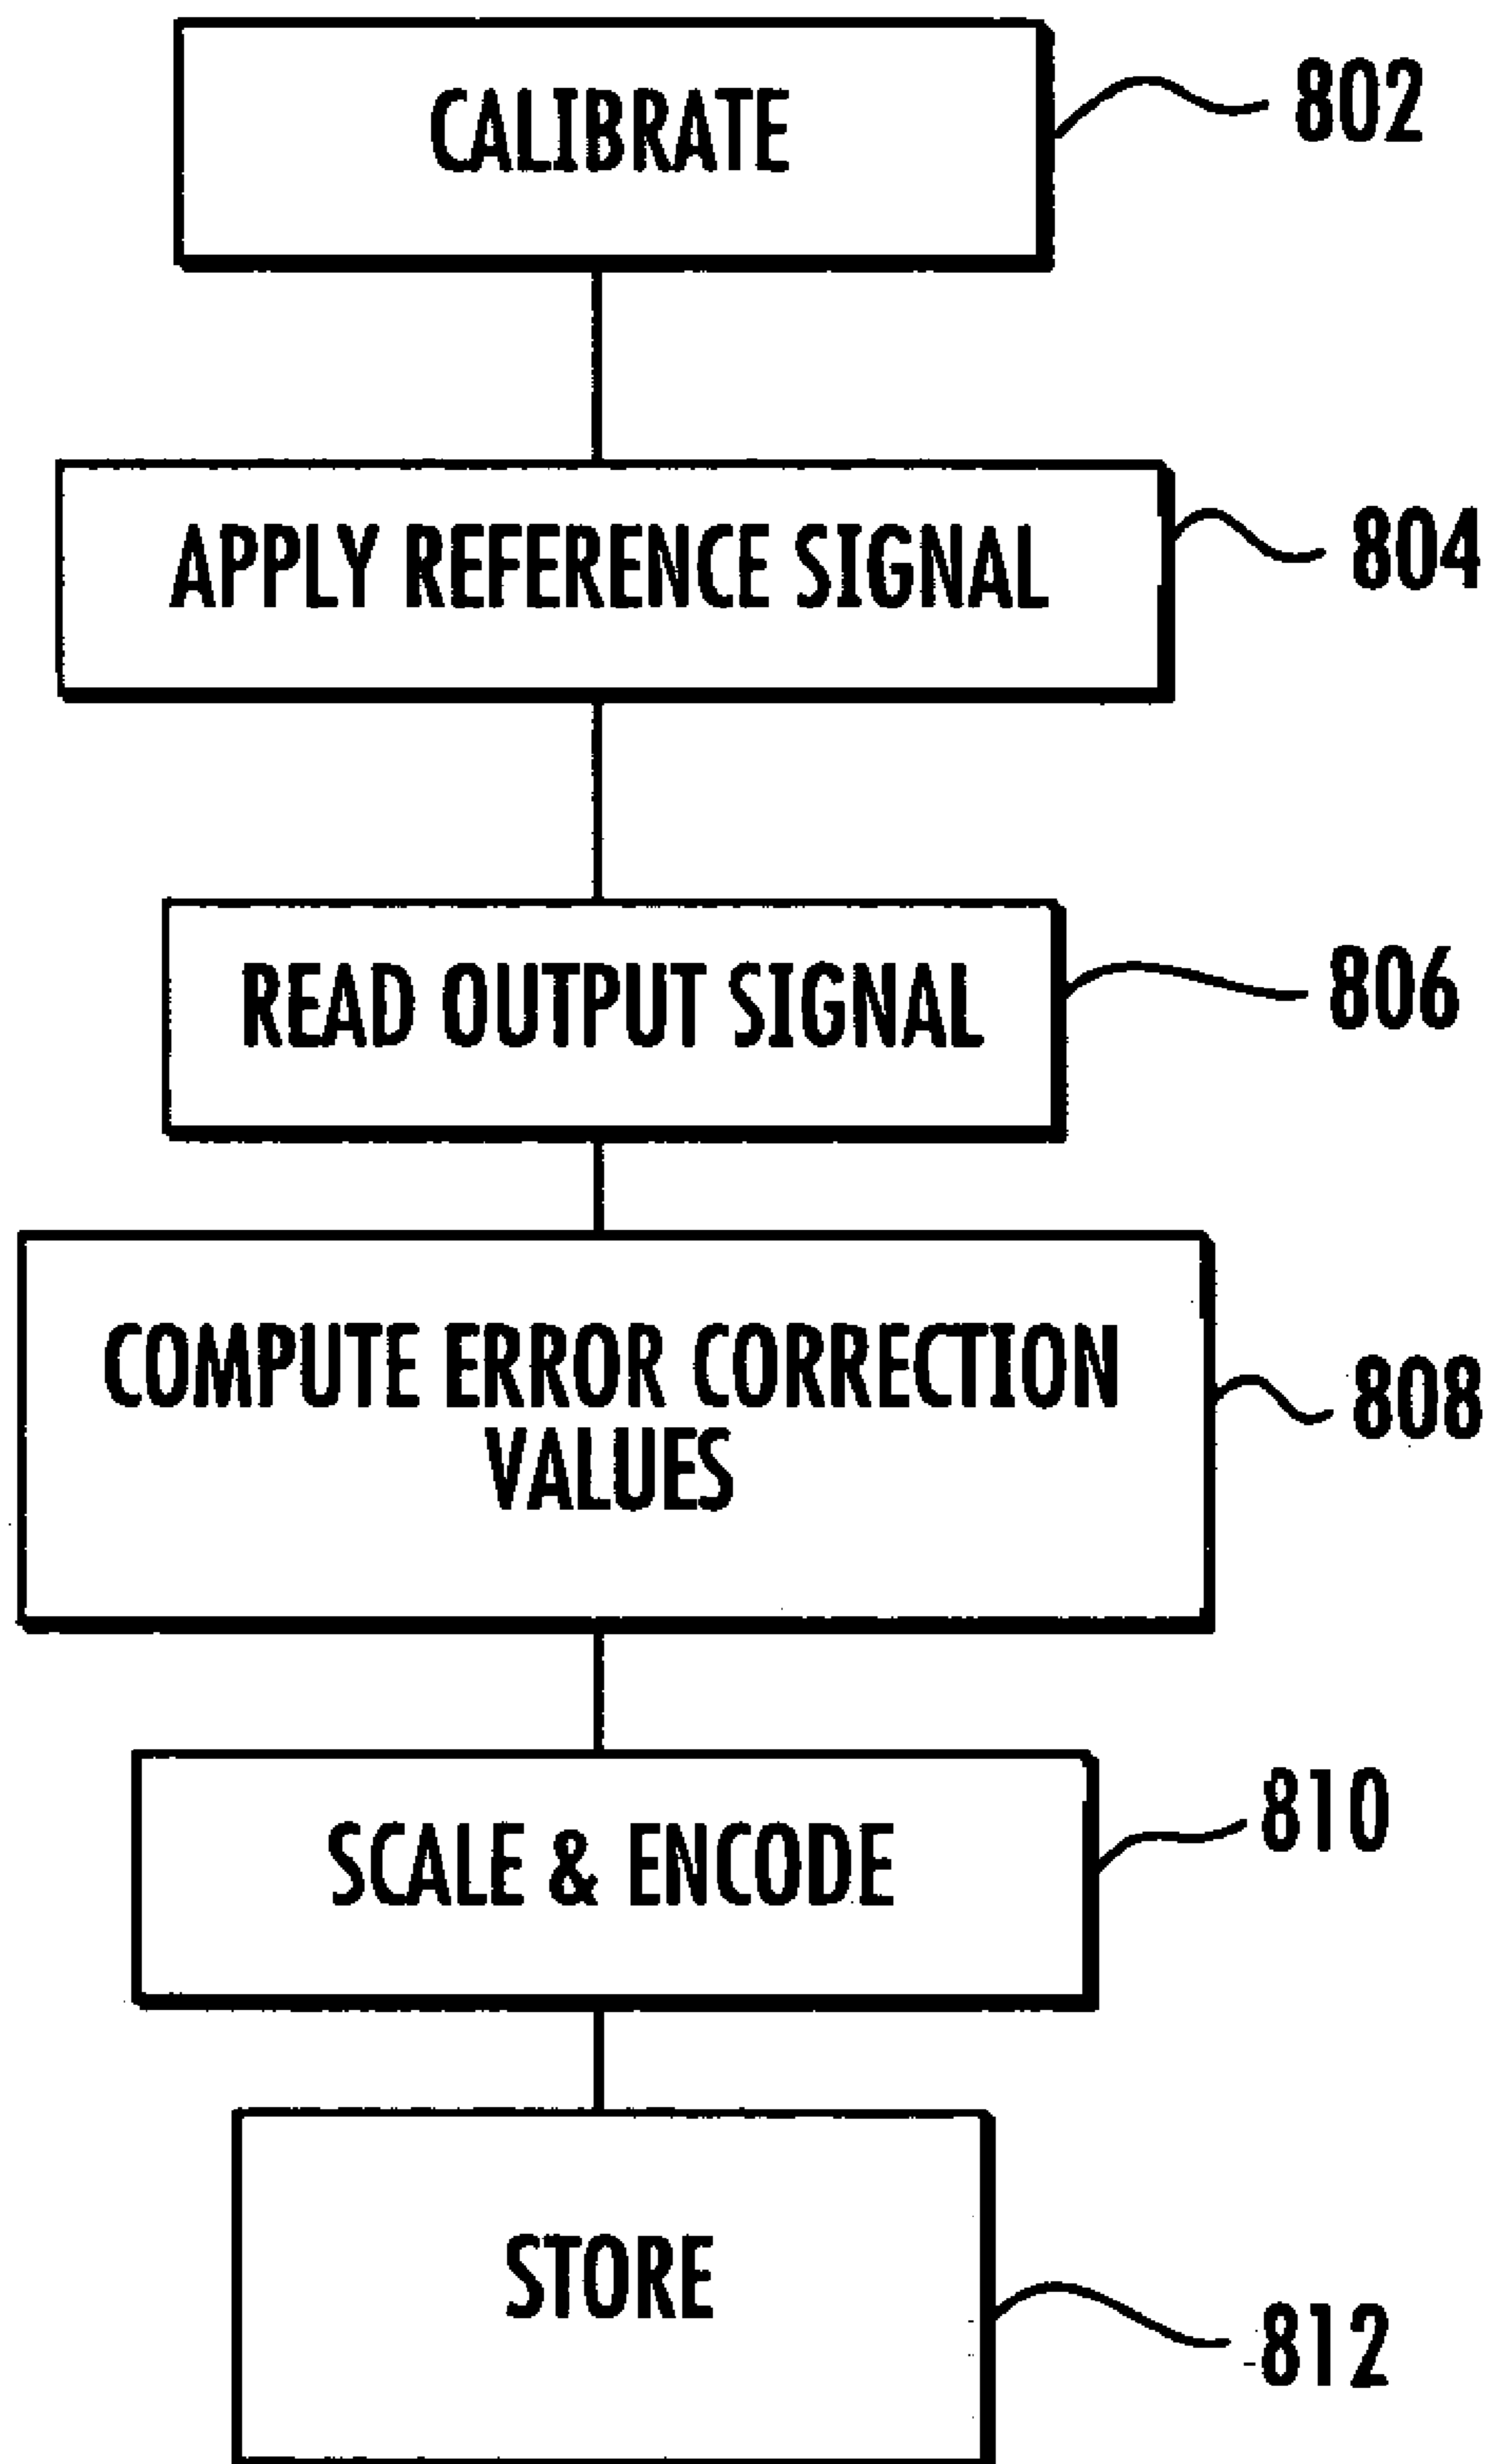 CALIBRATE
802
APPLY REFERENCE SIGNAL
804
READ OUTPUT SIGNAL
806
COMPUTE ERROR CORRECTION
VALUES
808
SCALE & ENCODE
810
STORE
812